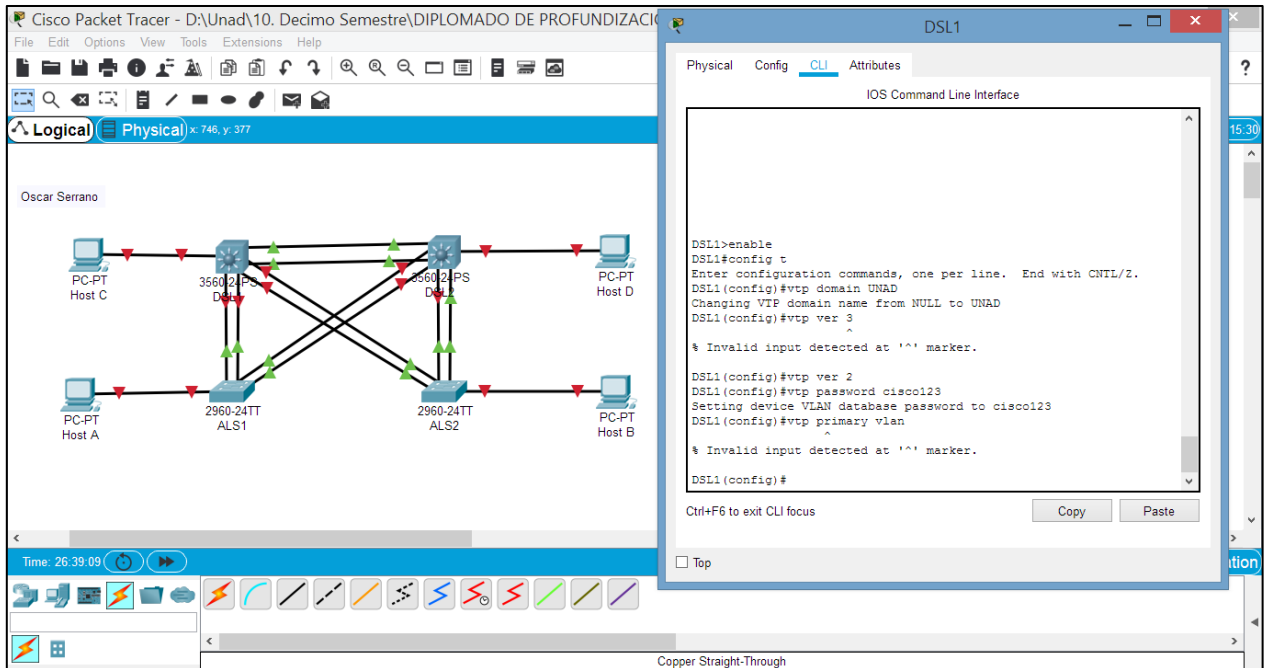 Cisco Packet Tracer - D:\Unad\10. Decimo Semestre\DIPLOMADO DE PROFUNDIZACI
File Edit Options View Tools Extensions Help
Logical Physical x: 746, y: 377
15:30
Oscar Serrano
PC-PT
Host C
3560-24PS
3560-24PS
DSL2
PC-PT
Host D
PC-PT
Host A
2960-24TT
ALS1
2960-24TT
ALS2
PC-PT
Host B
Time: 26:39:09
tion
Copper Straight-Through
DSL1
Physical Config CLI Attributes
IOS Command Line Interface
DSL1>enable
DSL1#config t
Enter configuration commands, one per line. End with CNTL/Z.
DSL1(config)#vtp domain UNAD
Changing VTP domain name from NULL to UNAD
DSL1(config)#vtp ver 3
^
% Invalid input detected at '^' marker.
DSL1(config)#vtp ver 2
DSL1(config)#vtp password cisco123
Setting device VLAN database password to cisco123
DSL1(config)#vtp primary vlan
^
% Invalid input detected at '^' marker.
DSL1(config)#
Ctrl+F6 to exit CLI focus
Copy Paste
Top